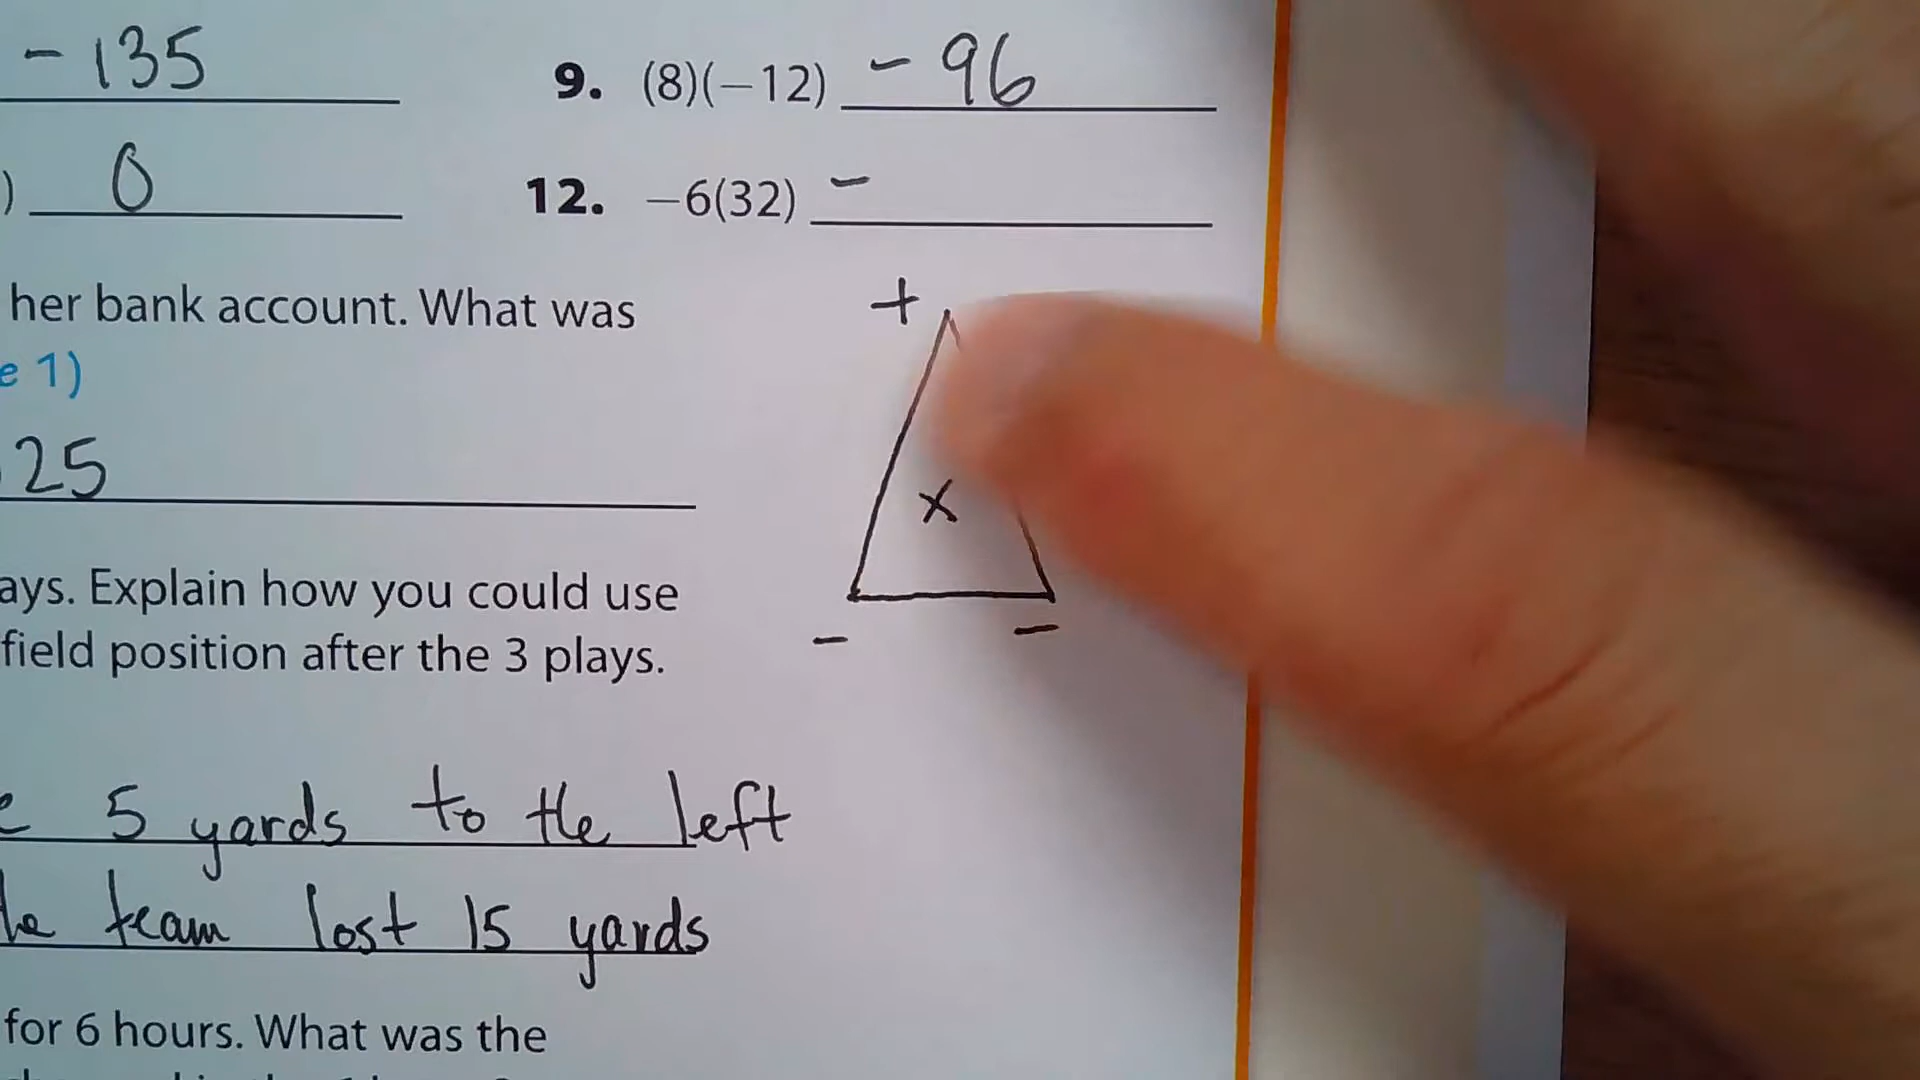 -135
9. (8)(−12) -96
) 0
12. −6(32) -
her bank account. What was
e 1)
25
+
x
- -
ays. Explain how you could use
field position after the 3 plays.
5 yards to the left
team lost 15 yards
for 6 hours. What was the